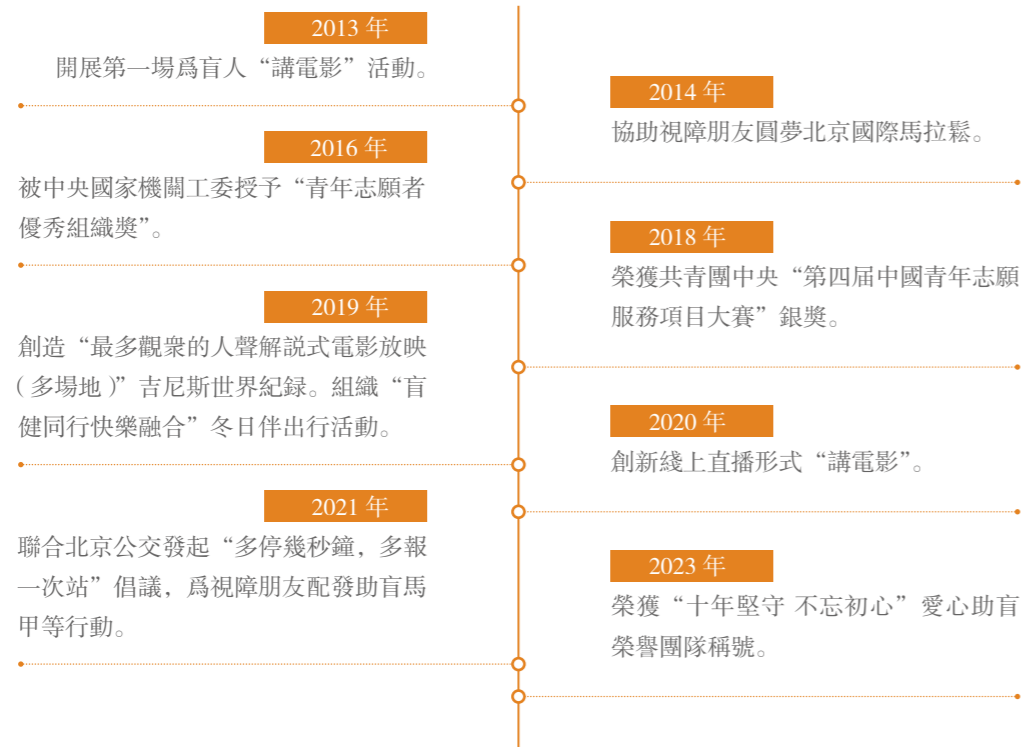 2013 年
開展第一場爲盲人“講電影”活動。
2014 年
協助視障朋友圓夢北京國際馬拉鬆。
2016 年
被中央國家機關工委授予“青年志願者
優秀組織獎”。
2018 年
榮獲共青團中央“第四届中國青年志願
服務項目大賽”銀獎。
2019 年
創造“最多觀衆的人聲解説式電影放映
（多場地）”吉尼斯世界紀録。組織“盲
健同行快樂融合”冬日伴出行活動。
2020 年
創新綫上直播形式“講電影”。
2021 年
聯合北京公交發起“多停幾秒鐘，多報
一次站”倡議，爲視障朋友配發助盲馬
甲等行動。
2023 年
榮獲“十年堅守 不忘初心”愛心助盲
榮譽團隊稱號。